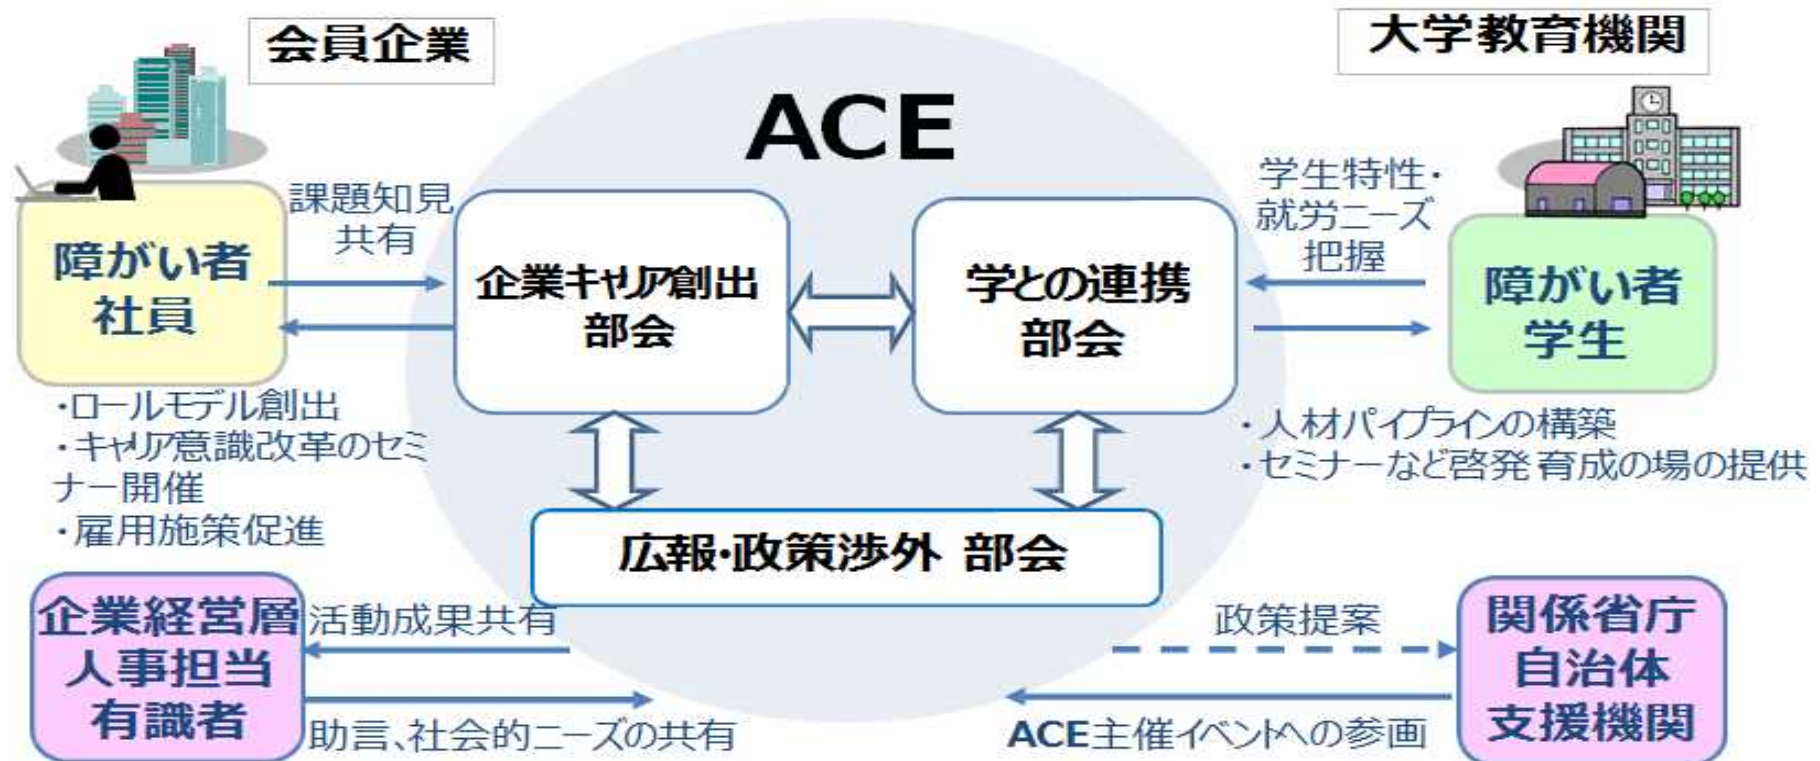 会員企業
大学教育機関
ACE
障がい者
社員
課題知見
共有
企業キャリア創出
部会
学との連携
部会
学生特性・
就労ニーズ
把握
障がい者
学生
・ロールモデル創出
・キャリア意識改革のセミ
ナー開催
・雇用施策促進
・人材パイプラインの構築
・セミナーなど啓発 育成の場の提供
広報・政策渉外 部会
企業経営層
人事担当
有識者
活動成果共有
助言、社会的ニーズの共有
政策提案
ACE主催イベントへの参画
関係省庁
自治体
支援機関